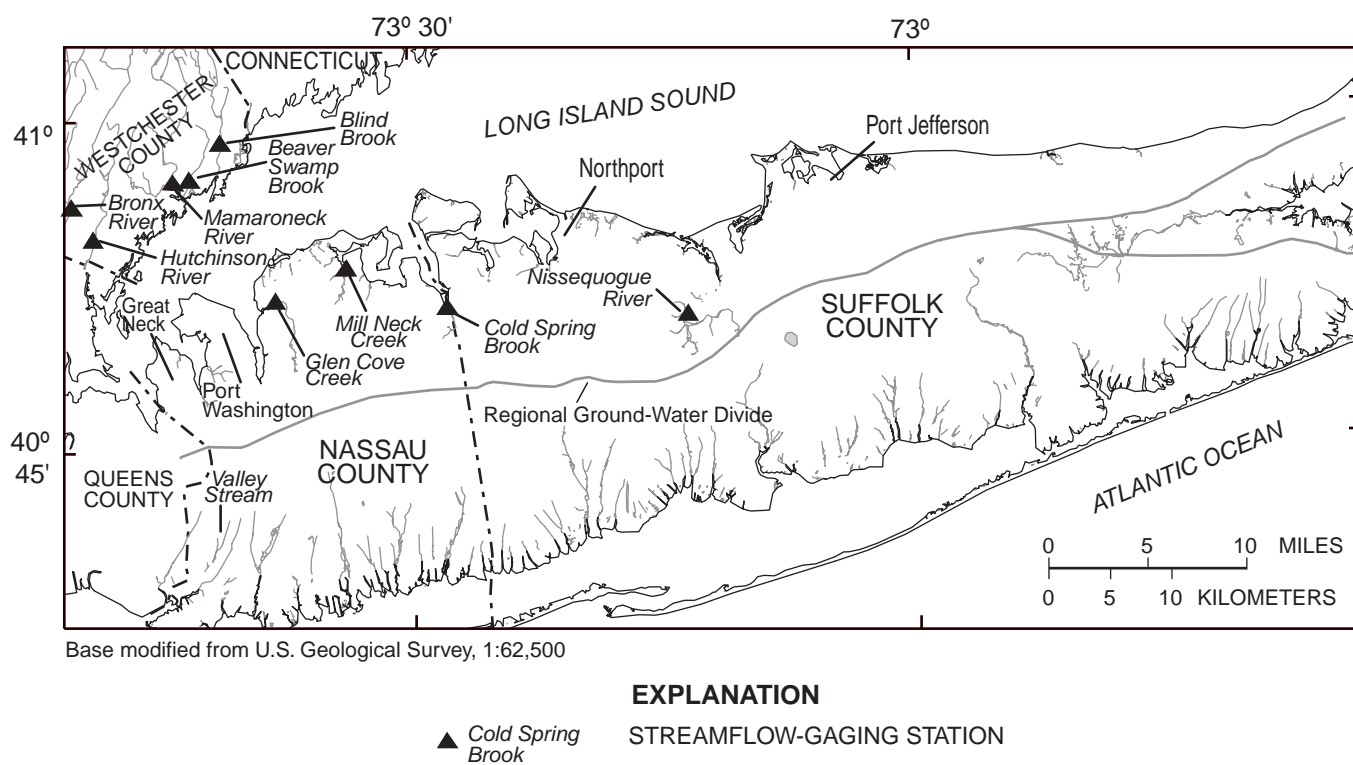 73º 30'
73º
CONNECTICUT
WESTCHESTER
COUNTY
LONG ISLAND SOUND
41º
Blind
Brook
Beaver
Swamp
Brook
Port Jefferson
Northport
Bronx
River
Mamaroneck
River
Hutchinson
River
Great
Neck
Nissequogue
River
Mill Neck
Creek
Cold Spring
Brook
SUFFOLK
COUNTY
Glen Cove
Creek
Port
Washington
Regional Ground-Water Divide
40º
45'
NASSAU
COUNTY
QUEENS
COUNTY
Valley
Stream
ATLANTIC OCEAN
0 5 10 MILES
0 5 10 KILOMETERS
Base modified from U.S. Geological Survey, 1:62,500
EXPLANATION
Cold Spring
Brook
STREAMFLOW-GAGING STATION